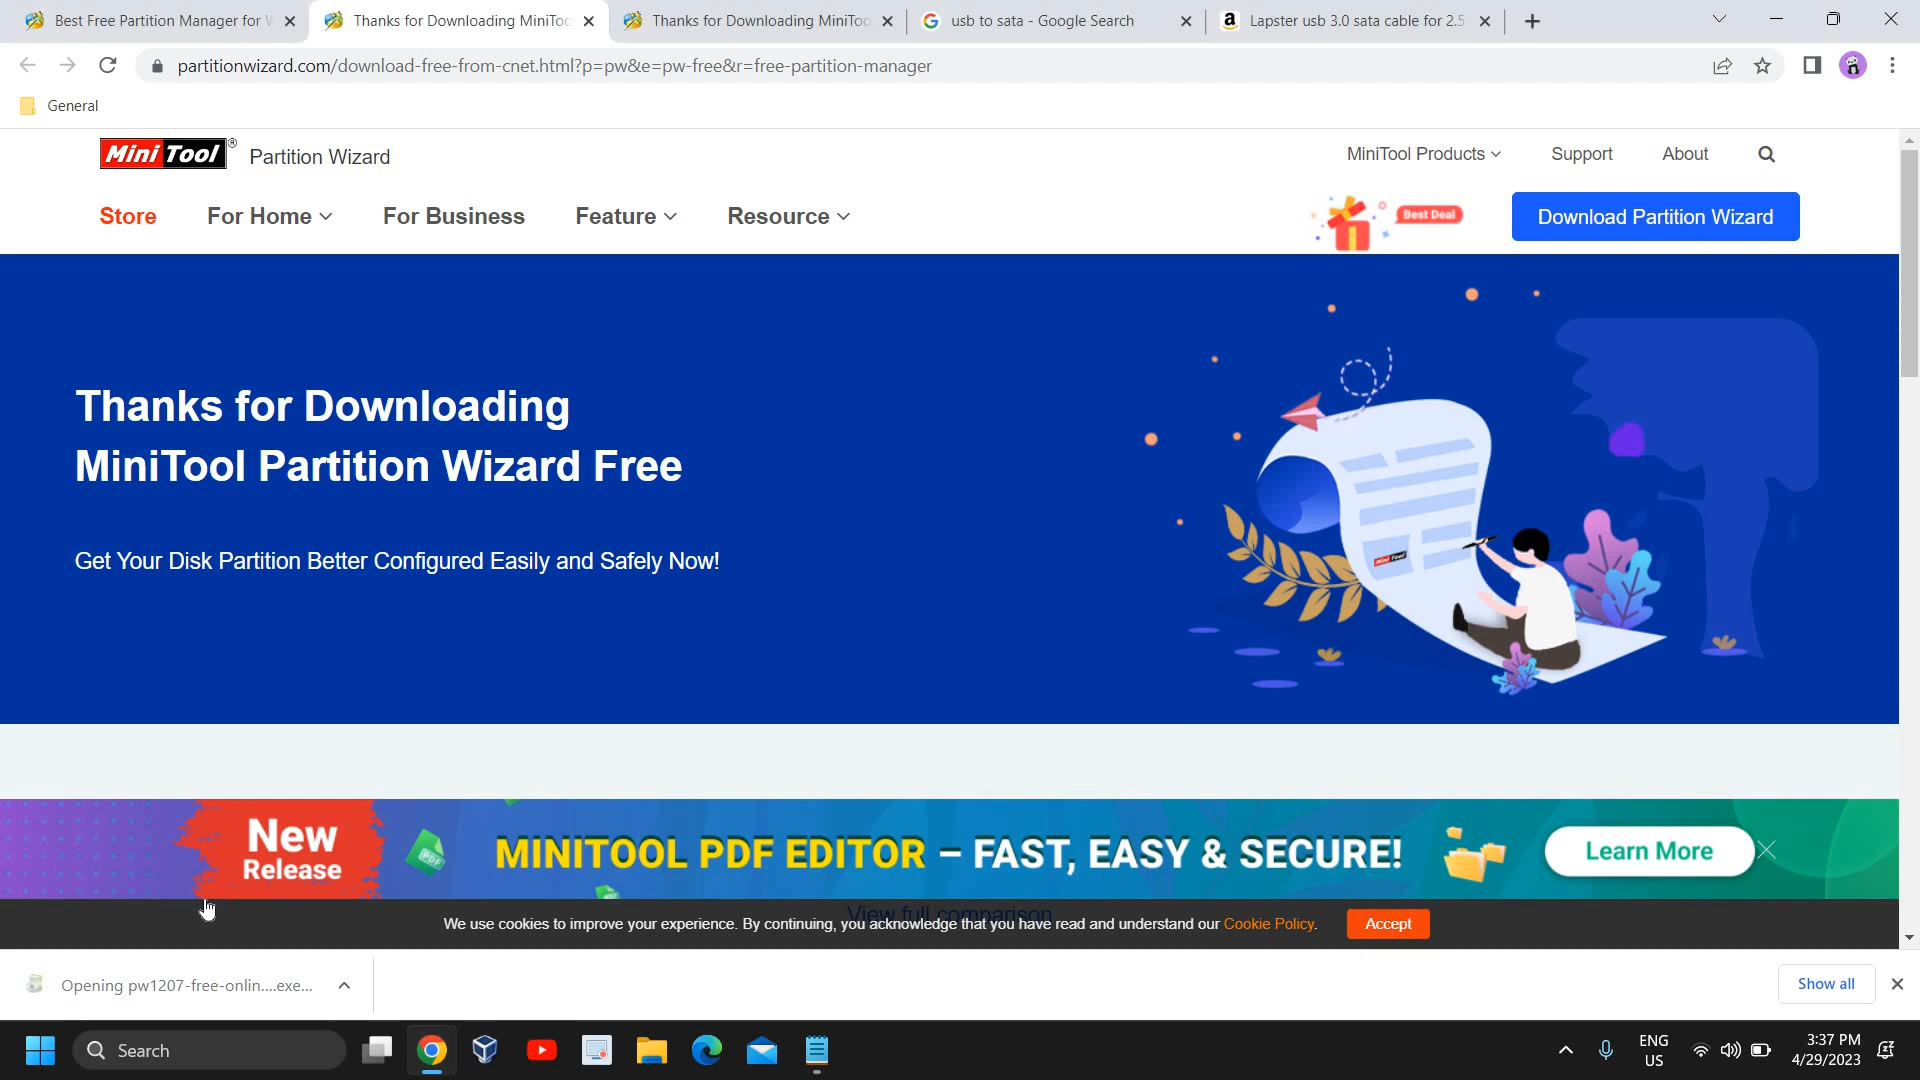 Best Free Partition Manager for W
Thanks for Downloading MiniToo
Thanks for Downloading MiniToo
usb to sata - Google Search
Lapster usb 3.0 sata cable for 2.5
partitionwizard.com/download-free-from-cnet.html?p=pw&e=pw-free&r=free-partition-manager
General
MiniTool® Partition Wizard
MiniTool Products
Support
About
Store
For Home
For Business
Feature
Resource
Best Deal
Download Partition Wizard
Thanks for Downloading
MiniTool Partition Wizard Free
Get Your Disk Partition Better Configured Easily and Safely Now!
MiniTool
New
Release
PDF
MINITOOL PDF EDITOR – FAST, EASY & SECURE!
Learn More
View full comparison
We use cookies to improve your experience. By continuing, you acknowledge that you have read and understand our Cookie Policy.
Accept
Opening pw1207-free-onlin....exe...
Show all
Search
ENG
US
3:37 PM
4/29/2023